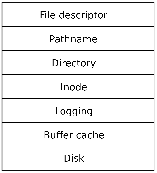 File descriptor
Pathname
Directory
Inode
Logging
Buffer cache
Disk